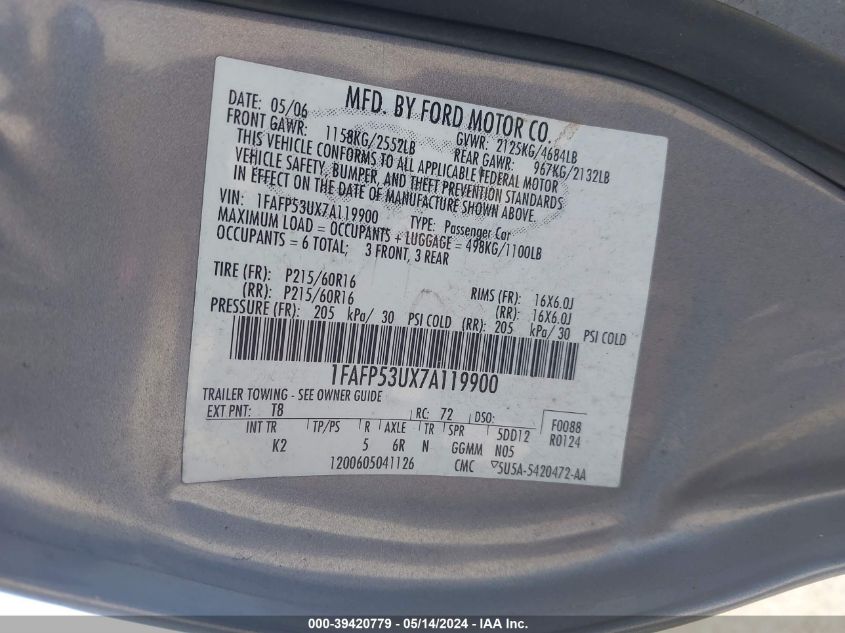 MFD. BY FORD MOTOR CO.
DATE: 05/06 GVWR: 2125KG/4684LB
FRONT GAWR: 1158KG/2552LB REAR GAWR: 967KG/2132LB
THIS VEHICLE CONFORMS TO ALL APPLICABLE FEDERAL MOTOR
VEHICLE SAFETY, BUMPER, AND THEFT PREVENTION STANDARDS
IN EFFECT ON THE DATE OF MANUFACTURE SHOWN ABOVE.
VIN: 1FAFP53UX7A119900 TYPE: Passenger Car
MAXIMUM LOAD = OCCUPANTS + LUGGAGE = 498KG/1100LB
OCCUPANTS = 6 TOTAL; 3 FRONT, 3 REAR
TIRE (FR): P215/60R16 RIMS (FR): 16X6.0J
(RR): P215/60R16 (RR): 16X6.0J
PRESSURE (FR): 205 kPa/ 30 PSI COLD (RR): 205 kPa/ 30 PSI COLD
1FAFP53UX7A119900
TRAILER TOWING - SEE OWNER GUIDE
EXT PNT: T8 RC: 72 DSO: F0088
INT TR TP/PS R AXLE TR SPR 5DD12 R0124
K2 5 6R N GGMM N05
1200605041126 CMC ▽5U5A-5420472-AA
000-39420779 - 05/14/2024 - IAA Inc.